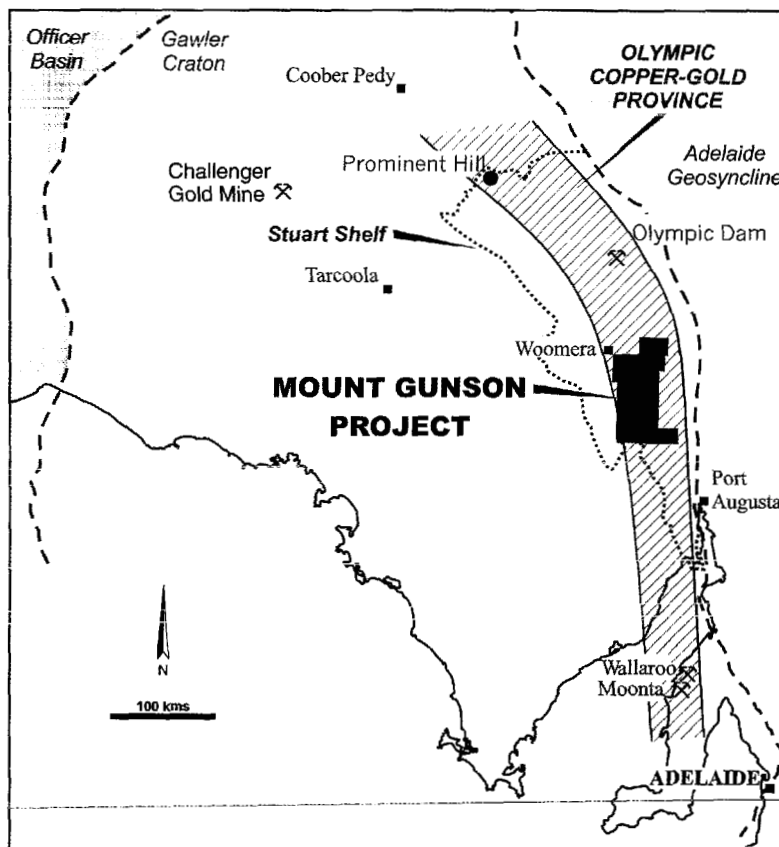 Officer
Basin
Gawler
Craton
Coober Pedy
OLYMPIC
COPPER-GOLD
PROVINCE
Prominent Hill
Adelaide
Geosyncline
Challenger
Gold Mine
Stuart Shelf
Olympic Dam
Tarcoola
Woomera
MOUNT GUNSON
PROJECT
Port
Augusta
N
Wallaroo
Moonta
100 kms
ADELAIDE